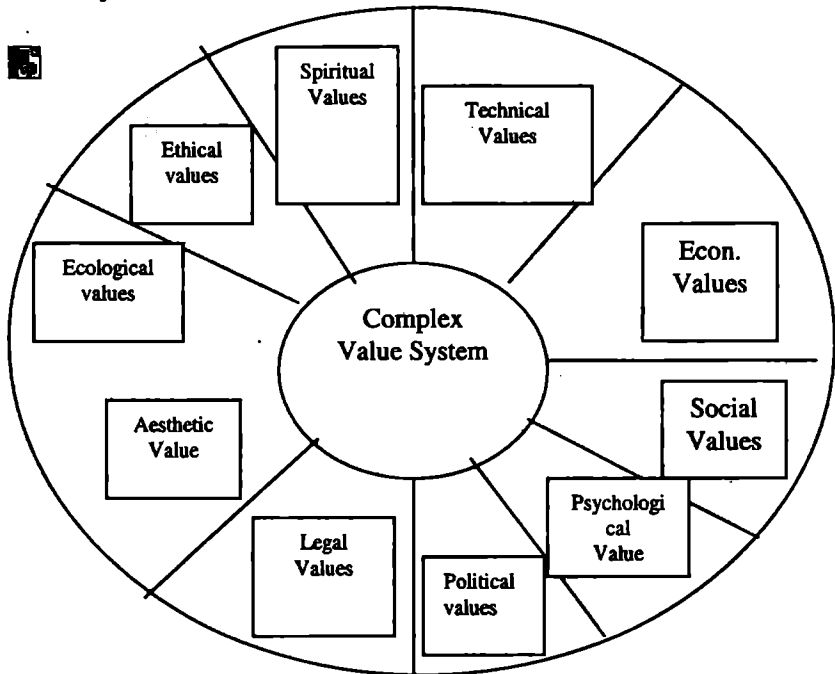 Spiritual
Values
Technical
Values
Ethical
values
Econ.
Values
Ecological
values
Complex
Value System
Social
Values
Aesthetic
Value
Psychologi
cal
Value
Legal
Values
Political
values